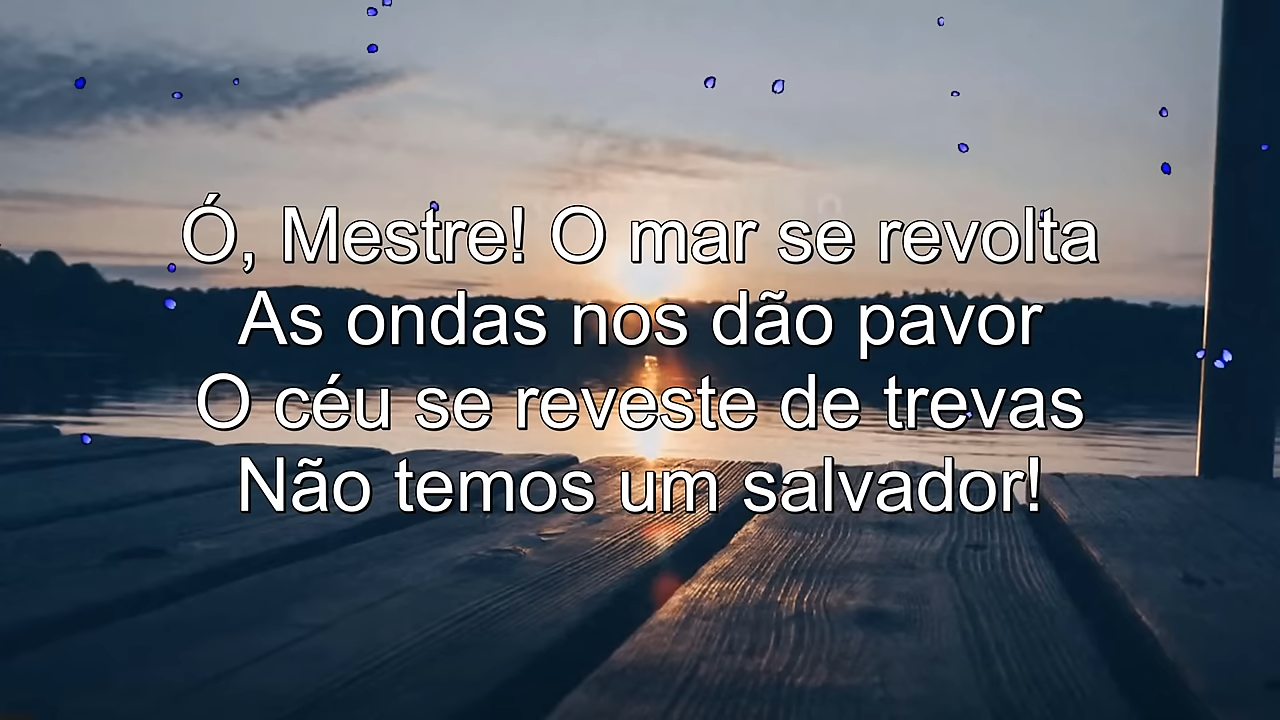 Ó, Mestre! O mar se revolta
As ondas nos dão pavor
O céu se reveste de trevas
Não temos um salvador!